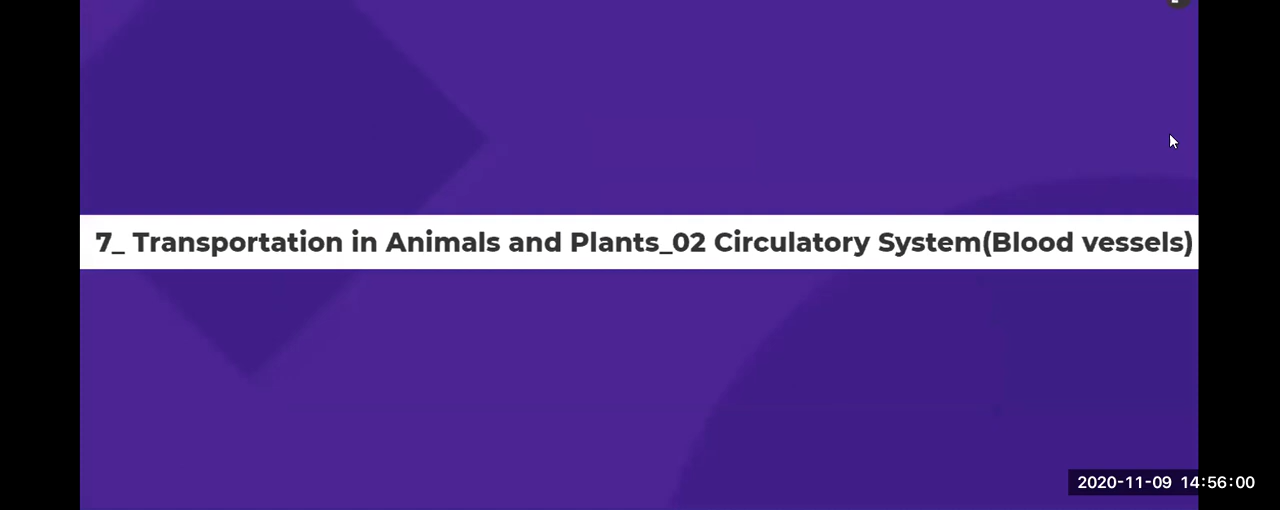 7_ Transportation in Animals and Plants_02 Circulatory System(Blood vessels)
2020-11-09 14:56:00